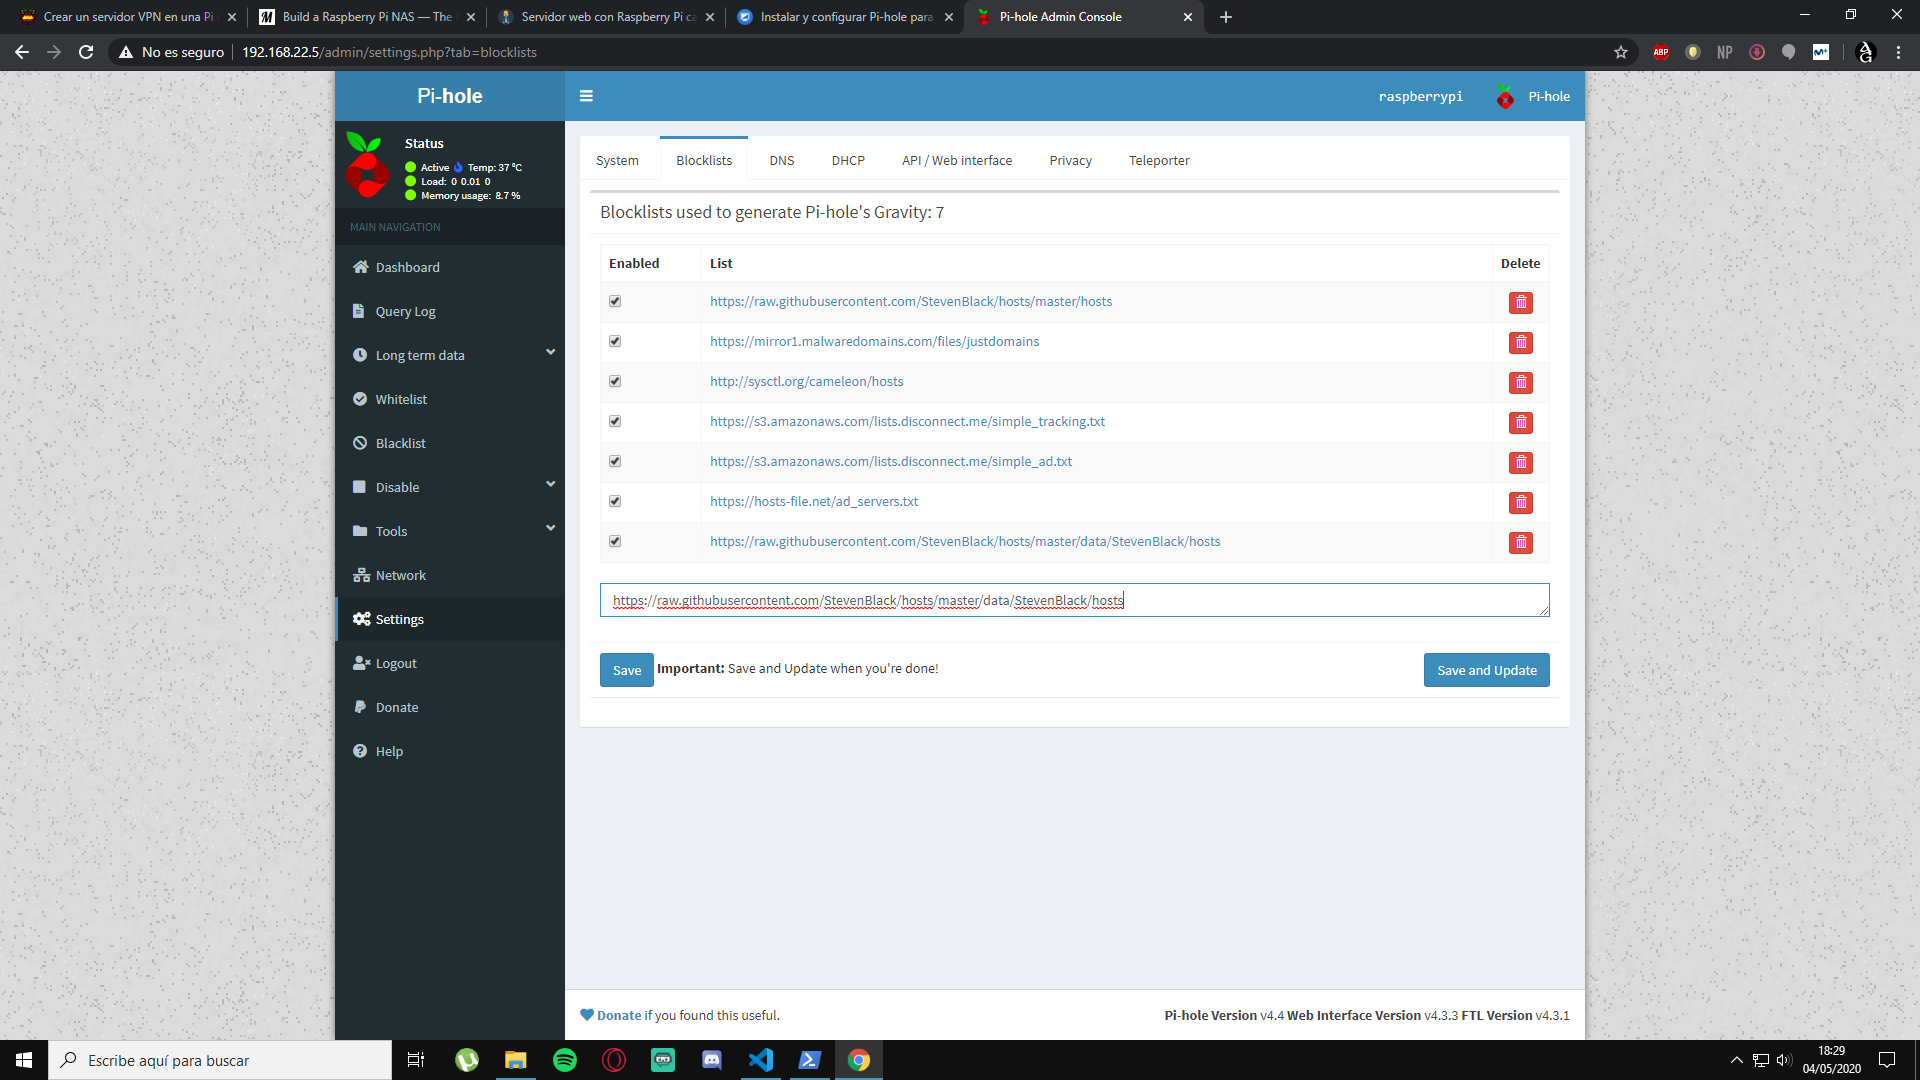 Crear un servidor VPN en una Pi
Build a Raspberry Pi NAS — The
Servidor web con Raspberry Pi ca
Instalar y configurar Pi-hole para
Pi-hole Admin Console
No es seguro
192.168.22.5/admin/settings.php?tab=blocklists
ABP
NP
Pi-hole
raspberrypi
Pi-hole
Status
Active Temp: 37 ºC
Load: 0 0.01 0
Memory usage: 8.7 %
MAIN NAVIGATION
Dashboard
Query Log
Long term data
Whitelist
Blacklist
Disable
Tools
Network
Settings
Logout
Donate
Help
System
Blocklists
DNS
DHCP
API / Web interface
Privacy
Teleporter
Blocklists used to generate Pi-hole's Gravity: 7
Enabled List Delete
https://raw.githubusercontent.com/StevenBlack/hosts/master/hosts
https://mirror1.malwaredomains.com/files/justdomains
http://sysctl.org/cameleon/hosts
https://s3.amazonaws.com/lists.disconnect.me/simple_tracking.txt
https://s3.amazonaws.com/lists.disconnect.me/simple_ad.txt
https://hosts-file.net/ad_servers.txt
https://raw.githubusercontent.com/StevenBlack/hosts/master/data/StevenBlack/hosts
https://raw.githubusercontent.com/StevenBlack/hosts/master/data/StevenBlack/hosts
Save
Important: Save and Update when you're done!
Save and Update
Donate if you found this useful.
Pi-hole Version v4.4 Web Interface Version v4.3.3 FTL Version v4.3.1
Escribe aquí para buscar
18:29
04/05/2020